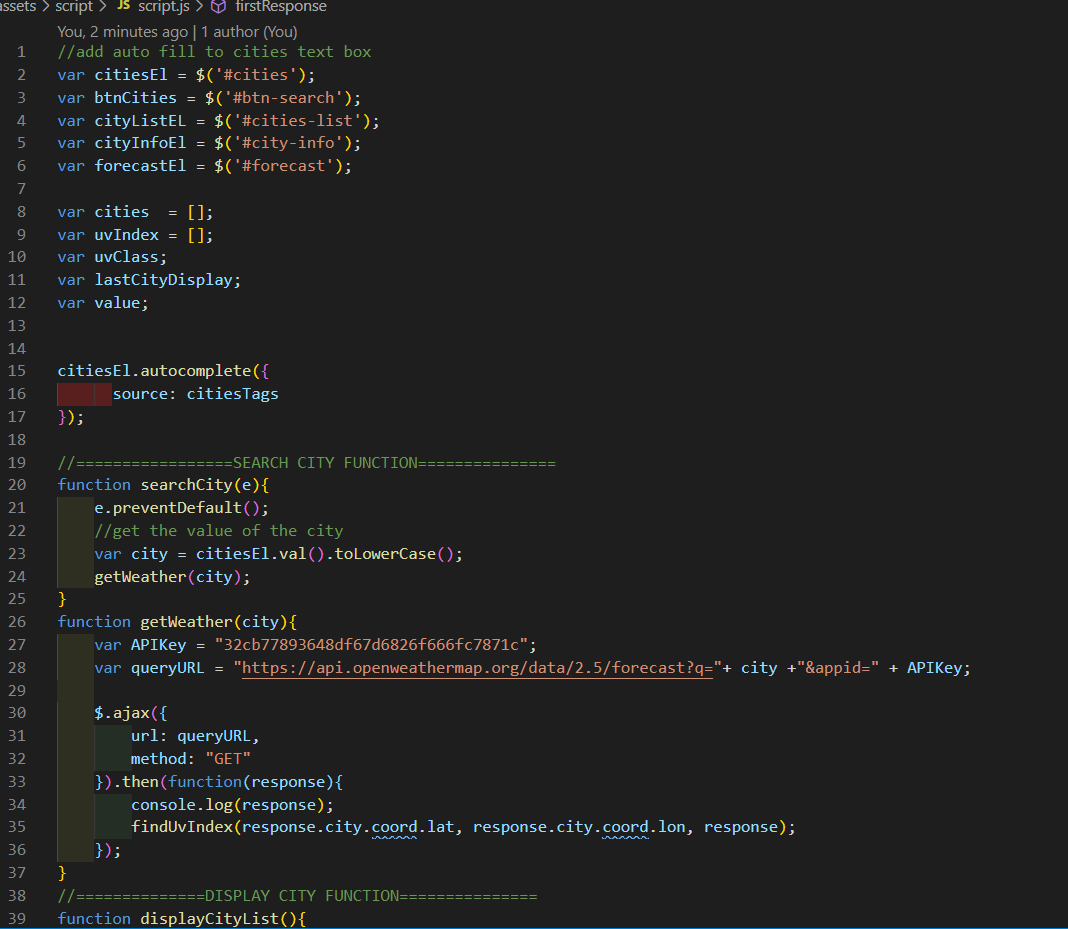 assets > script > JS script.js > firstResponse
You, 2 minutes ago | 1 author (You)
1 //add auto fill to cities text box
2 var citiesEl = $('#cities');
3 var btnCities = $('#btn-search');
4 var cityListEL = $('#cities-list');
5 var cityInfoEl = $('#city-info');
6 var forecastEl = $('#forecast');
7
8 var cities  = [];
9 var uvIndex = [];
10 var uvClass;
11 var lastCityDisplay;
12 var value;
13
14
15 citiesEl.autocomplete({
16       source: citiesTags
17 });
18
19 //=================SEARCH CITY FUNCTION===============
20 function searchCity(e){
21     e.preventDefault();
22     //get the value of the city
23     var city = citiesEl.val().toLowerCase();
24     getWeather(city);
25 }
26 function getWeather(city){
27     var APIKey = "32cb77893648df67d6826f666fc7871c";
28     var queryURL = "https://api.openweathermap.org/data/2.5/forecast?q="+ city +"&appid=" + APIKey;
29
30     $.ajax({
31         url: queryURL,
32         method: "GET"
33     }).then(function(response){
34         console.log(response);
35         findUvIndex(response.city.coord.lat, response.city.coord.lon, response);
36     });
37 }
38 //==============DISPLAY CITY FUNCTION===============
39 function displayCityList(){